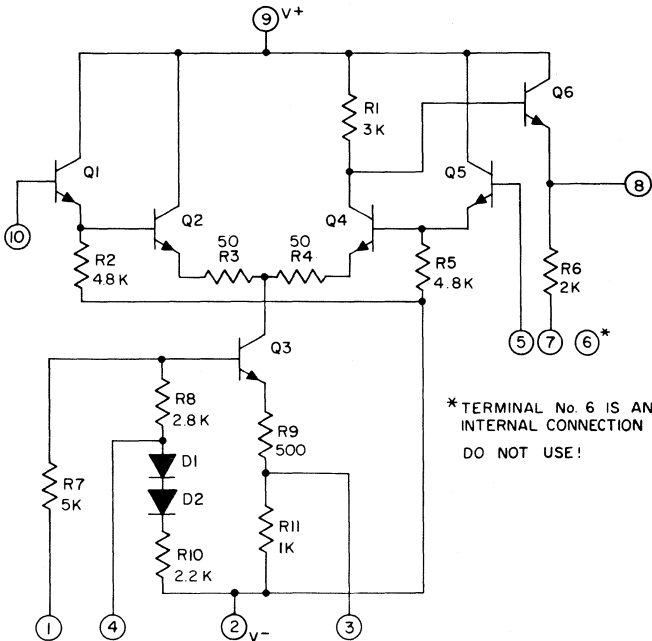 9 V+
R1
3K
Q6
Q1
Q5
8
Q2
Q4
10
50
R3
50
R4
R2
4.8K
R5
4.8K
R6
2K
Q3
5
7
6*
R8
2.8K
* TERMINAL No. 6 IS AN
INTERNAL CONNECTION
DO NOT USE!
R9
500
D1
R7
5K
D2
R11
1K
R10
2.2K
1
4
2 V-
3